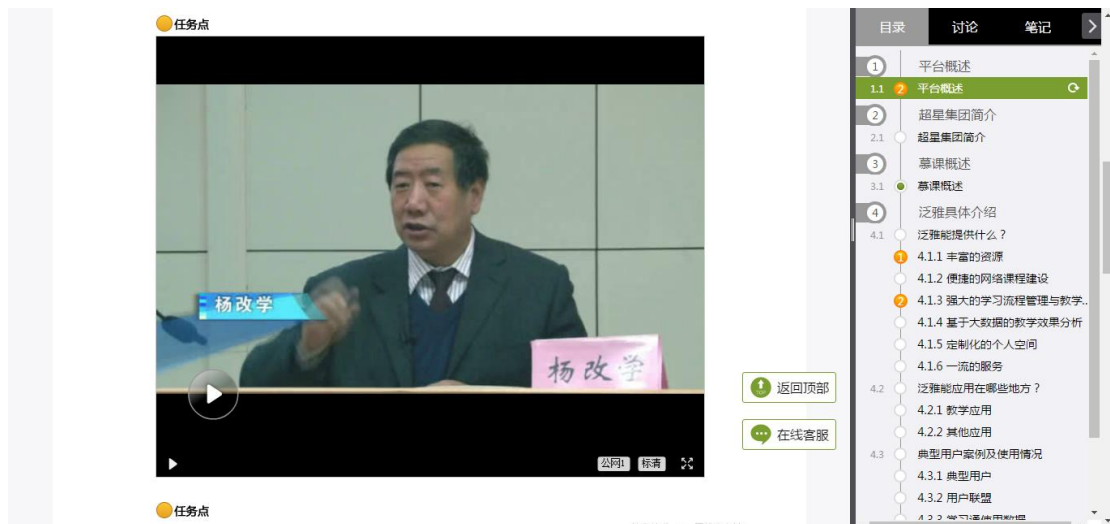 任务点
杨改学
杨改学
公网1 标清
任务点
返回顶部
在线客服
目录 讨论 笔记
1 平台概述
1.1 2 平台概述
2 超星集团简介
2.1 超星集团简介
3 慕课概述
3.1 慕课概述
4 泛雅具体介绍
4.1 泛雅能提供什么？
1 4.1.1 丰富的资源
4.1.2 便捷的网络课程建设
2 4.1.3 强大的学习流程管理与教学..
4.1.4 基于大数据的教学效果分析
4.1.5 定制化的个人空间
4.1.6 一流的服务
4.2 泛雅能应用在哪些地方？
4.2.1 教学应用
4.2.2 其他应用
4.3 典型用户案例及使用情况
4.3.1 典型用户
4.3.2 用户联盟
4.3.3 学习通使用数据